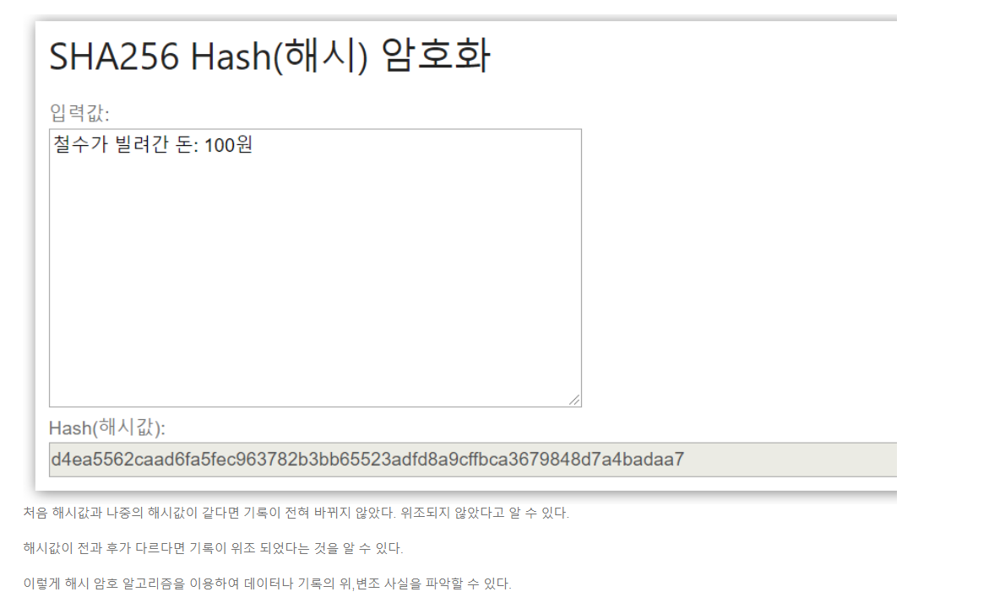 SHA256 Hash(해시) 암호화
입력값:
철수가 빌려간 돈: 100원
Hash(해시값):
d4ea5562caad6fa5fec963782b3bb65523adfd8a9cffbca3679848d7a4badaa7
처음 해시값과 나중의 해시값이 같다면 기록이 전혀 바뀌지 않았다. 위조되지 않았다고 알 수 있다.
해시값이 전과 후가 다르다면 기록이 위조 되었다는 것을 알 수 있다.
이렇게 해시 암호 알고리즘을 이용하여 데이터나 기록의 위,변조 사실을 파악할 수 있다.